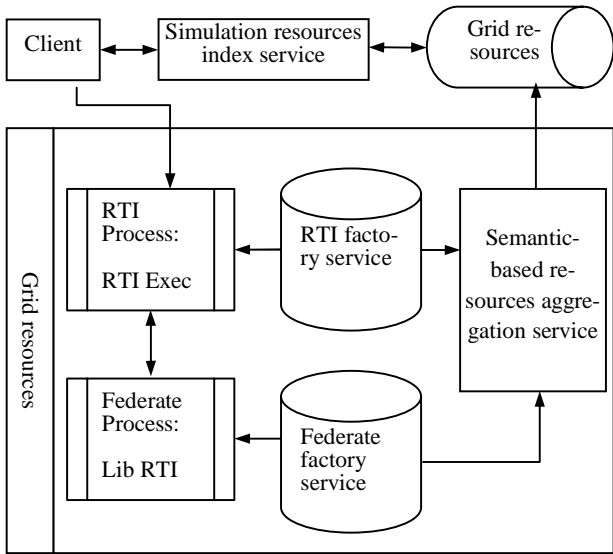 Client
Simulation resources
index service
Grid re-
sources
Grid resources
RTI
Process:
RTI Exec
RTI facto-
ry service
Semantic-
based re-
sources aggre-
gation service
Federate
Process:
Lib RTI
Federate
factory
service